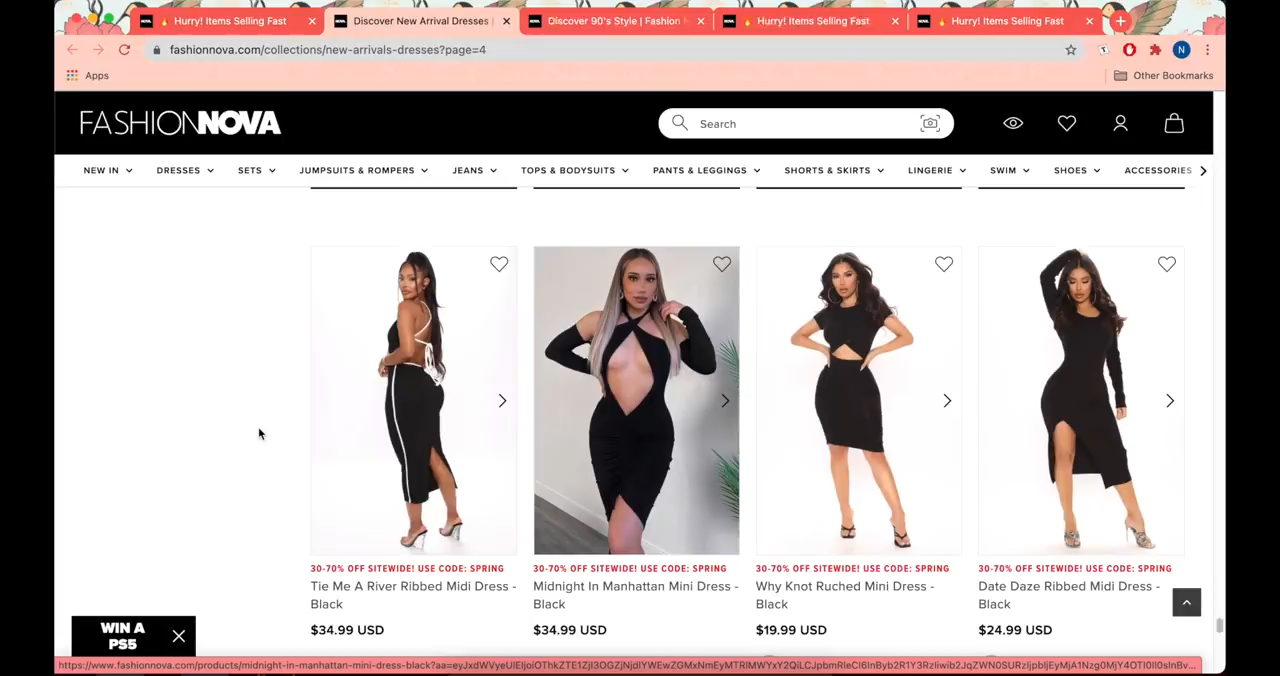 Hurry! Items Selling Fast
Discover New Arrival Dresses |
Discover 90's Style | Fashion N
Hurry! Items Selling Fast
Hurry! Items Selling Fast
fashionnova.com/collections/new-arrivals-dresses?page=4
N
Apps
Other Bookmarks
FASHIONNOVA
Search
NEW IN
DRESSES
SETS
JUMPSUITS & ROMPERS
JEANS
TOPS & BODYSUITS
PANTS & LEGGINGS
SHORTS & SKIRTS
LINGERIE
SWIM
SHOES
ACCESSORIES
30-70% OFF SITEWIDE! USE CODE: SPRING
Tie Me A River Ribbed Midi Dress -
Black
$34.99 USD
30-70% OFF SITEWIDE! USE CODE: SPRING
Midnight In Manhattan Mini Dress -
Black
$34.99 USD
30-70% OFF SITEWIDE! USE CODE: SPRING
Why Knot Ruched Mini Dress -
Black
$19.99 USD
30-70% OFF SITEWIDE! USE CODE: SPRING
Date Daze Ribbed Midi Dress -
Black
$24.99 USD
WIN A
PS5